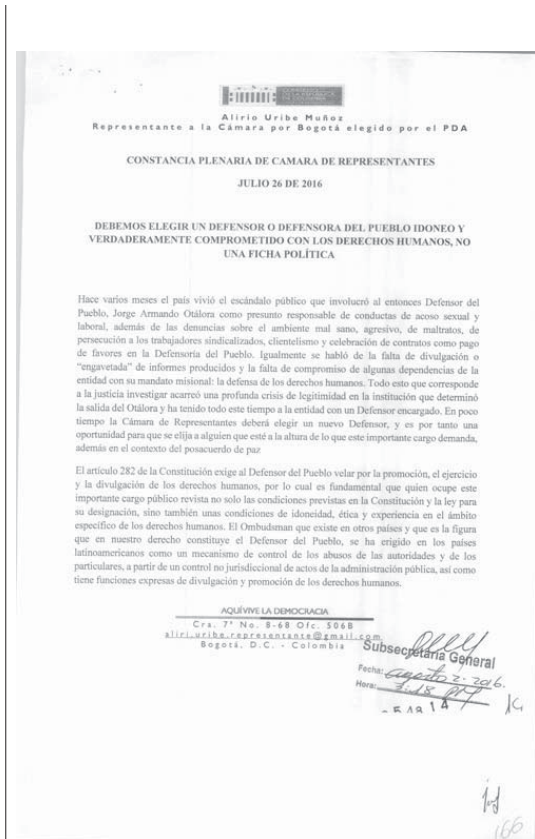 Alirio Uribe Muñoz
Representante a la Cámara por Bogotá elegido por el PDA
CONSTANCIA PLENARIA DE CAMARA DE REPRESENTANTES
JULIO 26 DE 2016
DEBEMOS ELEGIR UN DEFENSOR O DEFENSORA DEL PUEBLO IDONEO Y
VERDADERAMENTE COMPROMETIDO CON LOS DERECHOS HUMANOS, NO
UNA FICHA POLÍTICA
Hace varios meses el país vivió el escándalo público que involucró al entonces Defensor del
Pueblo, Jorge Armando Otálora como presunto responsable de conductas de acoso sexual y
laboral, además de las denuncias sobre el ambiente mal sano, agresivo, de maltratos, de
persecución a los trabajadores sindicalizados, clientelismo y celebración de contratos como pago
de favores en la Defensoría del Pueblo. Igualmente se habló de la falta de divulgación o
“engavetada” de informes producidos y la falta de compromiso de algunas dependencias de la
entidad con su mandato misional: la defensa de los derechos humanos. Todo esto que corresponde
a la justicia investigar acarreó una profunda crisis de legitimidad en la institución que determinó
la salida del Otálora y ha tenido todo este tiempo a la entidad con un Defensor encargado. En poco
tiempo la Cámara de Representantes deberá elegir un nuevo Defensor, y es por tanto una
oportunidad para que se elija a alguien que esté a la altura de lo que este importante cargo demanda,
además en el contexto del posacuerdo de paz
El artículo 282 de la Constitución exige al Defensor del Pueblo velar por la promoción, el ejercicio
y la divulgación de los derechos humanos, por lo cual es fundamental que quien ocupe este
importante cargo público revista no solo las condiciones previstas en la Constitución y la ley para
su designación, sino también unas condiciones de idoneidad, ética y experiencia en el ámbito
específico de los derechos humanos. El Ombudsman que existe en otros países y que es la figura
que en nuestro derecho constituye el Defensor del Pueblo, se ha erigido en los países
latinoamericanos como un mecanismo de control de los abusos de las autoridades y de los
particulares, a partir de un control no jurisdiccional de actos de la administración pública, así como
tiene funciones expresas de divulgación y promoción de los derechos humanos.
AQUÍ VIVE LA DEMOCRACIA
Cra. 7ª No. 8-68 Ofc. 506B
aliri.uribe.representante@gmail.com
Bogotá, D.C. - Colombia
Subsecretaría General
Fecha: agosto 2. 2016.
Hora:
166